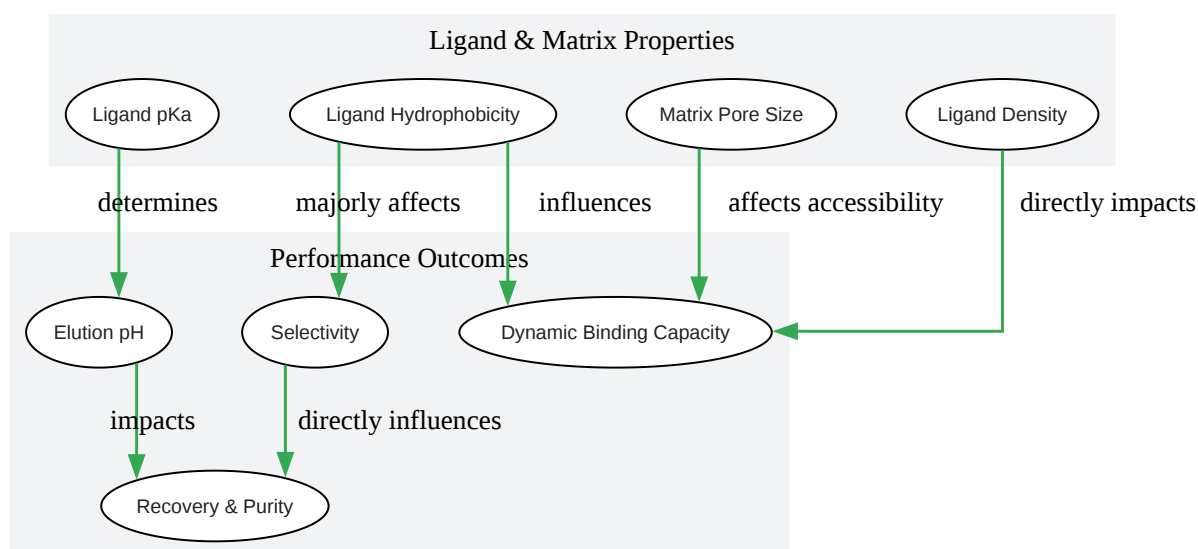 Ligand & Matrix Properties
Ligand pKa
Ligand Hydrophobicity
Matrix Pore Size
Ligand Density
determines
majorly affects
influences
affects accessibility
directly impacts
Performance Outcomes
Elution pH
Selectivity
Dynamic Binding Capacity
impacts
directly influences
Recovery & Purity